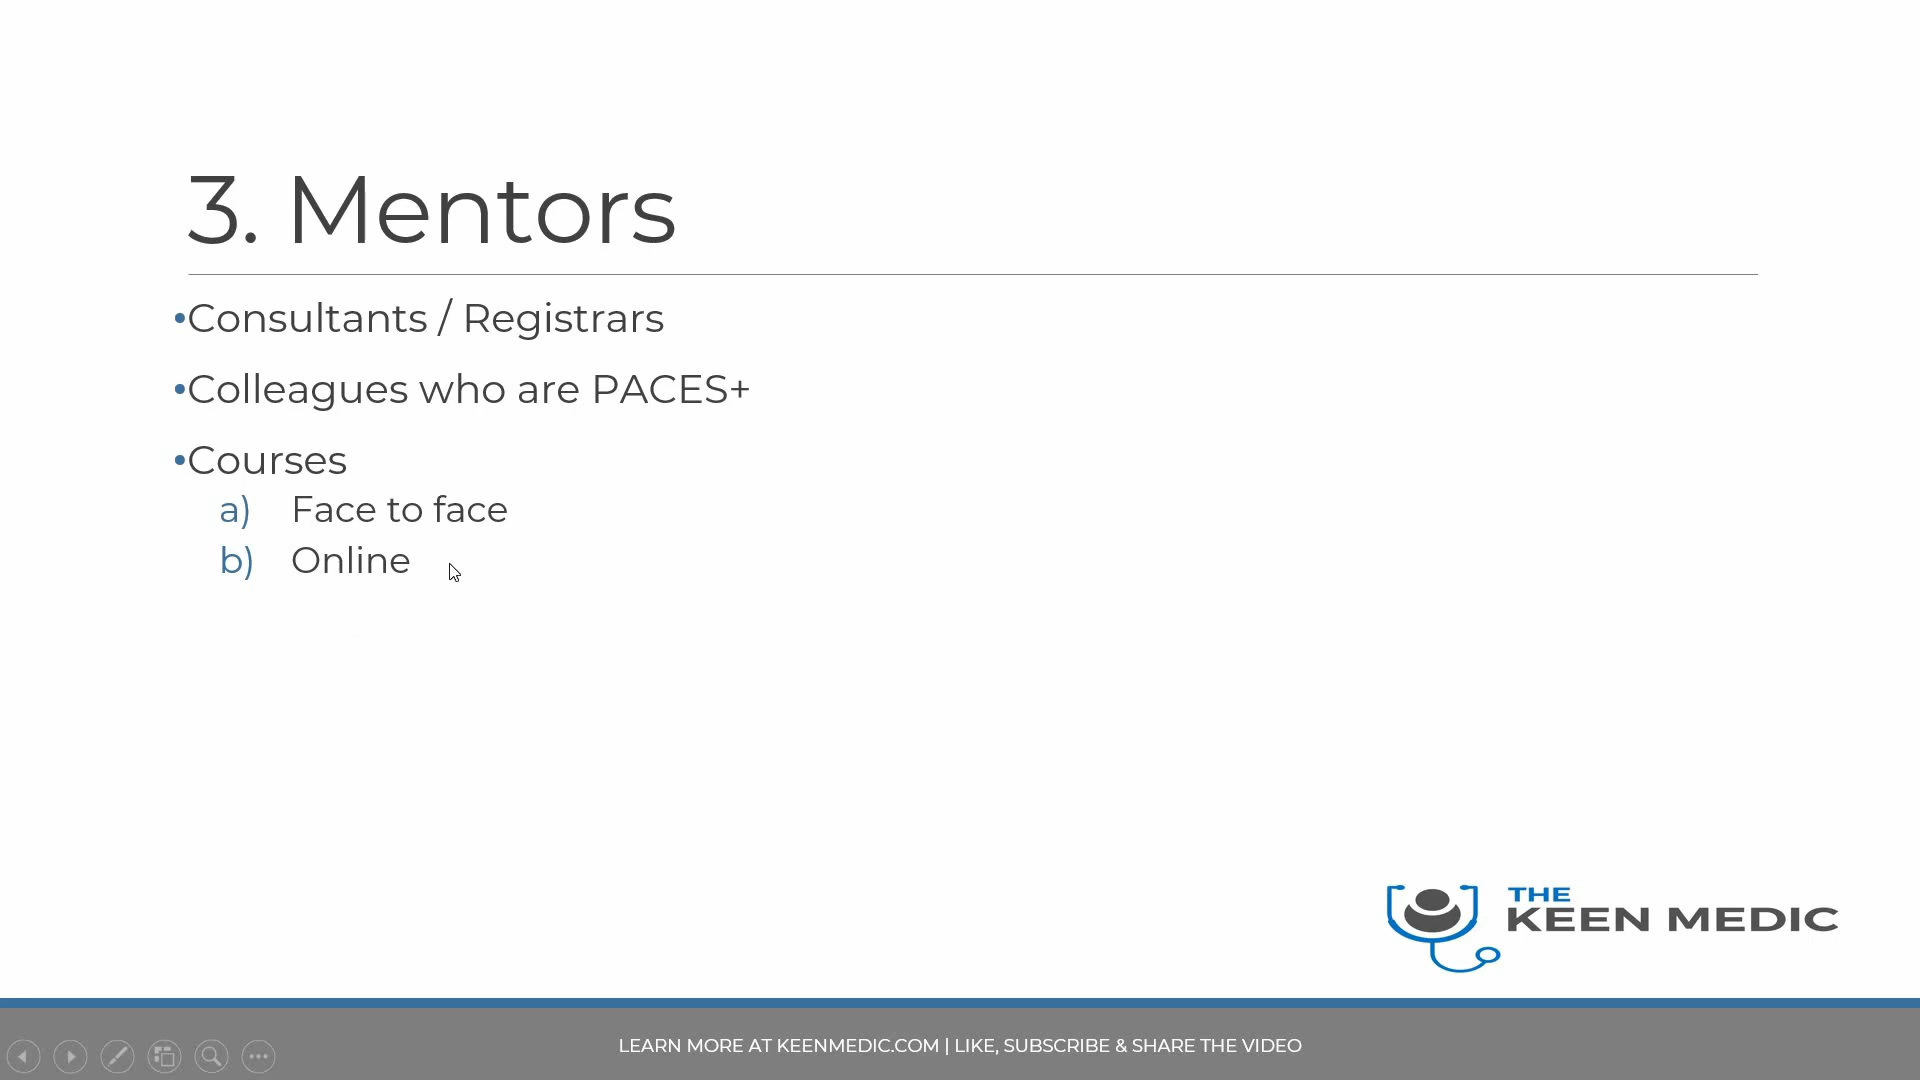 3. Mentors
•Consultants / Registrars
•Colleagues who are PACES+
•Courses
a) Face to face
b) Online
THE
KEEN MEDIC
LEARN MORE AT KEENMEDIC.COM | LIKE, SUBSCRIBE & SHARE THE VIDEO